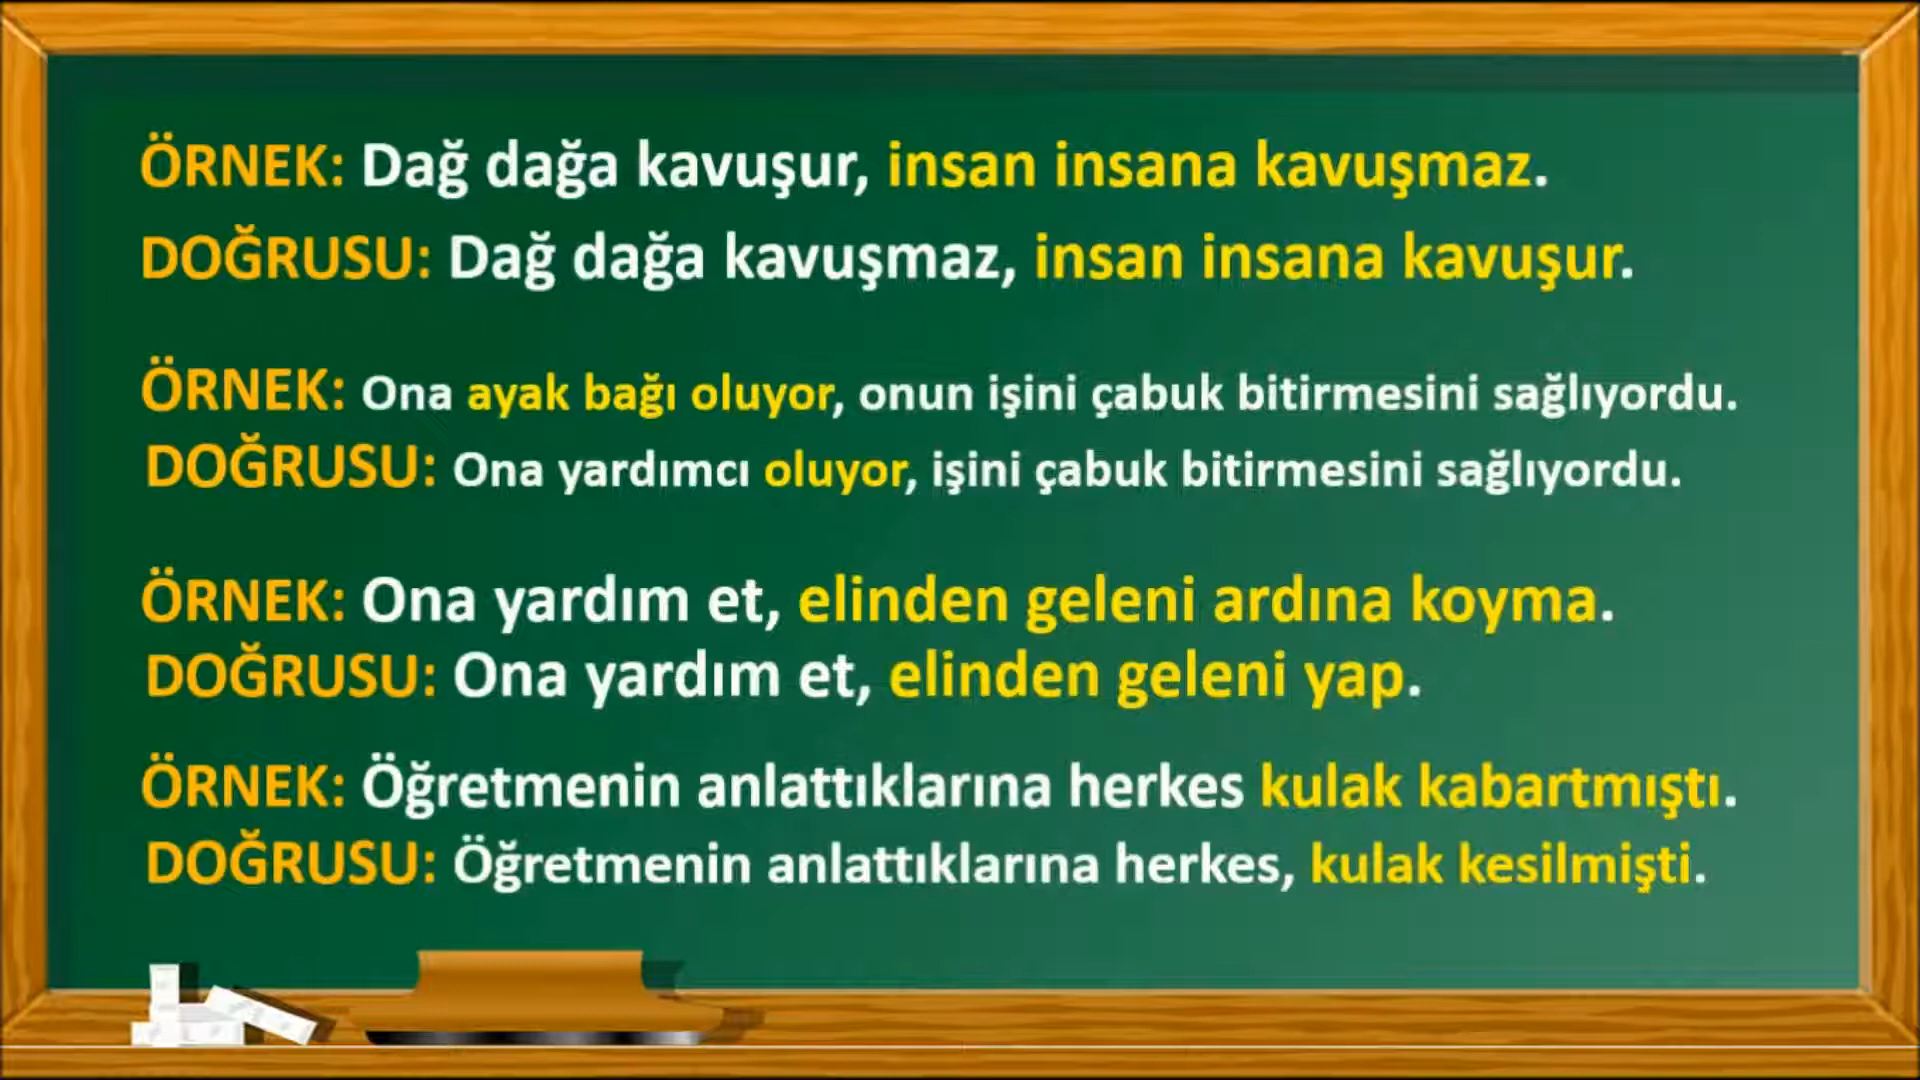 ÖRNEK: Dağ dağa kavuşur, insan insana kavuşmaz.
DOĞRUSU: Dağ dağa kavuşmaz, insan insana kavuşur.
ÖRNEK: Ona ayak bağı oluyor, onun işini çabuk bitirmesini sağlıyordu.
DOĞRUSU: Ona yardımcı oluyor, işini çabuk bitirmesini sağlıyordu.
ÖRNEK: Ona yardım et, elinden geleni ardına koyma.
DOĞRUSU: Ona yardım et, elinden geleni yap.
ÖRNEK: Öğretmenin anlattıklarına herkes kulak kabartmıştı.
DOĞRUSU: Öğretmenin anlattıklarına herkes, kulak kesilmişti.